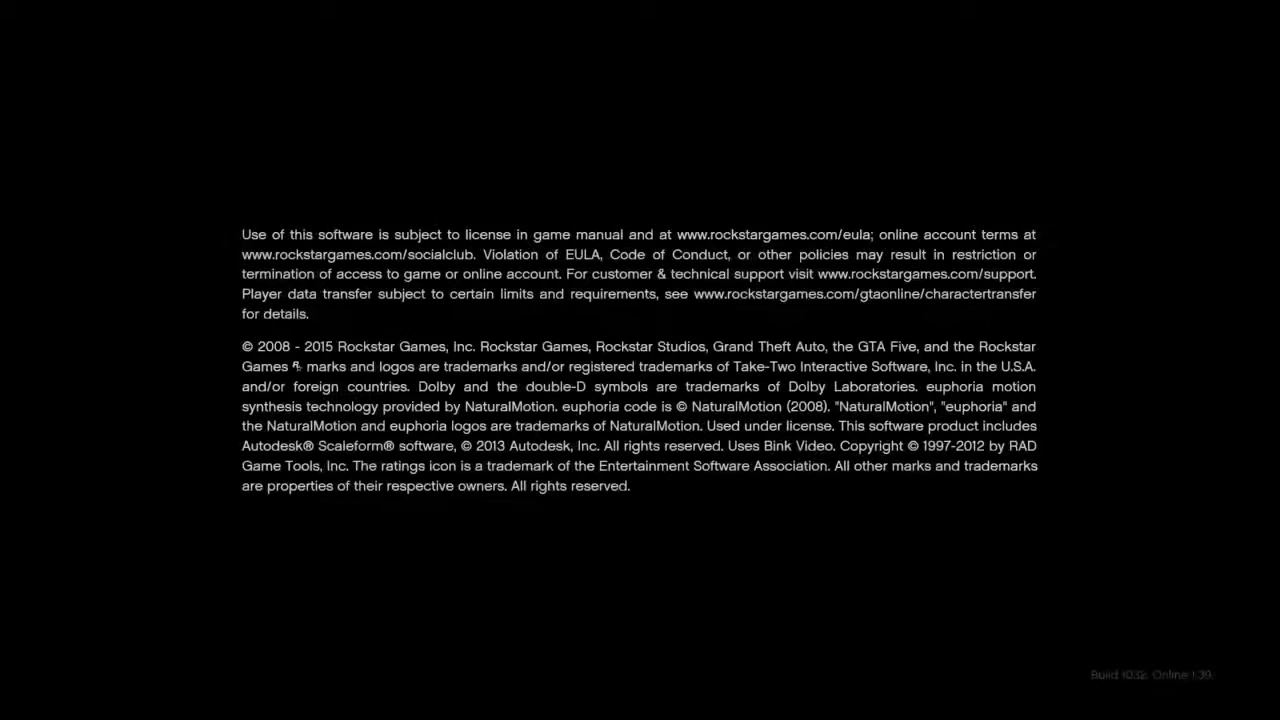 Use of this software is subject to license in game manual and at www.rockstargames.com/eula; online account terms at
www.rockstargames.com/socialclub. Violation of EULA, Code of Conduct, or other policies may result in restriction or
termination of access to game or online account. For customer & technical support visit www.rockstargames.com/support.
Player data transfer subject to certain limits and requirements, see www.rockstargames.com/gtaonline/charactertransfer
for details.
© 2008 - 2015 Rockstar Games, Inc. Rockstar Games, Rockstar Studios, Grand Theft Auto, the GTA Five, and the Rockstar
Games R* marks and logos are trademarks and/or registered trademarks of Take-Two Interactive Software, Inc. in the U.S.A.
and/or foreign countries. Dolby and the double-D symbols are trademarks of Dolby Laboratories. euphoria motion
synthesis technology provided by NaturalMotion. euphoria code is © NaturalMotion (2008). "NaturalMotion", "euphoria" and
the NaturalMotion and euphoria logos are trademarks of NaturalMotion. Used under license. This software product includes
Autodesk® Scaleform® software, © 2013 Autodesk, Inc. All rights reserved. Uses Bink Video. Copyright © 1997-2012 by RAD
Game Tools, Inc. The ratings icon is a trademark of the Entertainment Software Association. All other marks and trademarks
are properties of their respective owners. All rights reserved.
Build 1032. Online 1.39.